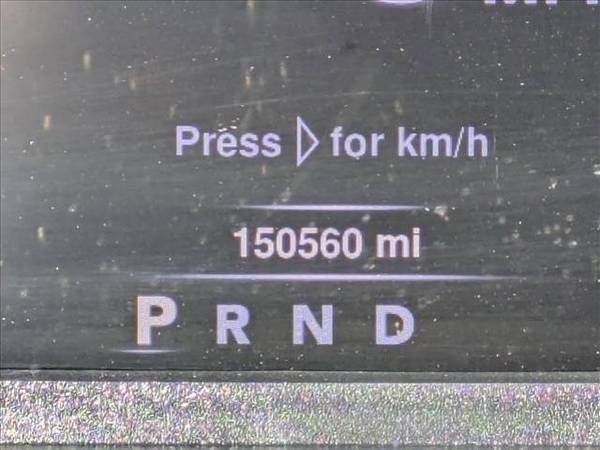 Press ▷ for km/h
150560 mi
P R N D